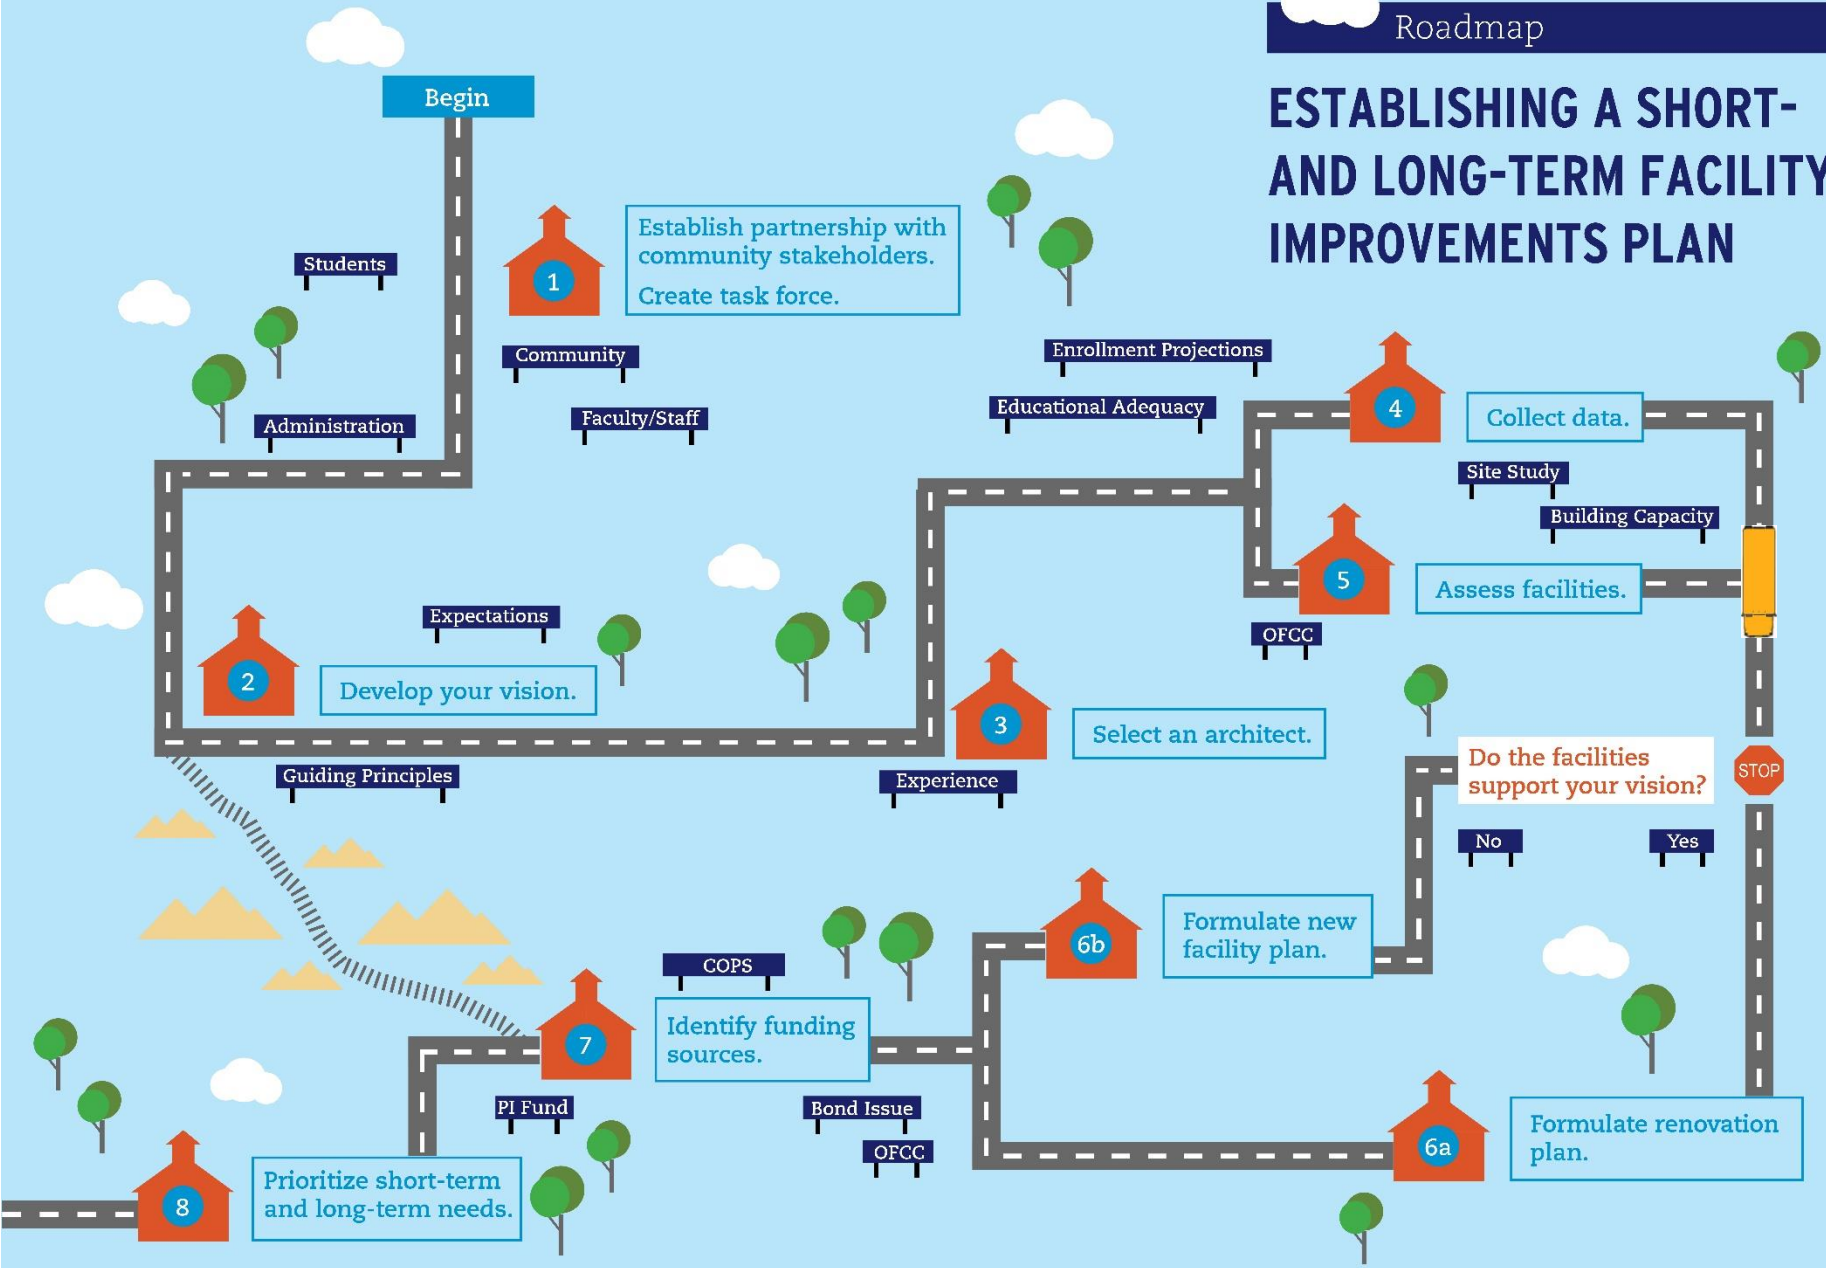 Roadmap
ESTABLISHING A SHORT-
AND LONG-TERM FACILITY
IMPROVEMENTS PLAN
Begin
1
Establish partnership with
community stakeholders.
Create task force.
Students
Community
Faculty/Staff
Administration
2
Develop your vision.
Expectations
Guiding Principles
3
Select an architect.
Experience
Enrollment Projections
Educational Adequacy
4
Collect data.
Site Study
Building Capacity
5
Assess facilities.
OFCC
Do the facilities
support your vision?
STOP
No
Yes
6b
Formulate new
facility plan.
6a
Formulate renovation
plan.
COPS
7
Identify funding
sources.
PI Fund
Bond Issue
OFCC
8
Prioritize short-term
and long-term needs.